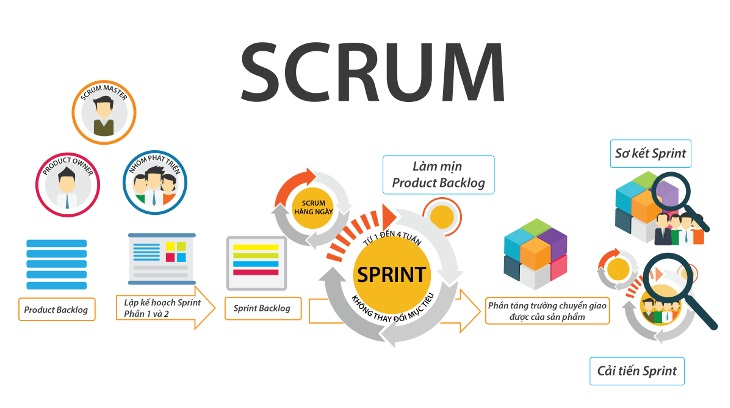 SCRUM
SCRUM MASTER
PRODUCT OWNER
NHÓM PHÁT TRIỂN
Product Backlog
Lập kế hoạch Sprint
Phần 1 và 2
Sprint Backlog
SCRUM
HÀNG NGÀY
TỪ 1 ĐẾN 4 TUẦN
SPRINT
KHÔNG THAY ĐỔI MỤC TIÊU
Làm mịn
Product Backlog
Phần tăng trưởng chuyển giao
được của sản phẩm
Sơ kết Sprint
Cải tiến Sprint